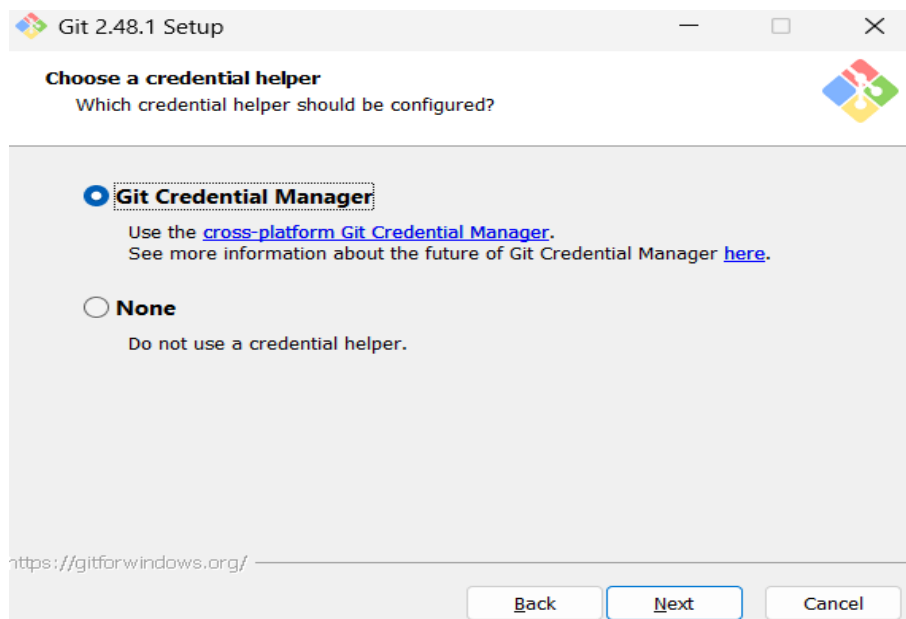 Git 2.48.1 Setup
Choose a credential helper
Which credential helper should be configured?
Git Credential Manager
Use the cross-platform Git Credential Manager.
See more information about the future of Git Credential Manager here.
None
Do not use a credential helper.
https://gitforwindows.org/
Back Next Cancel